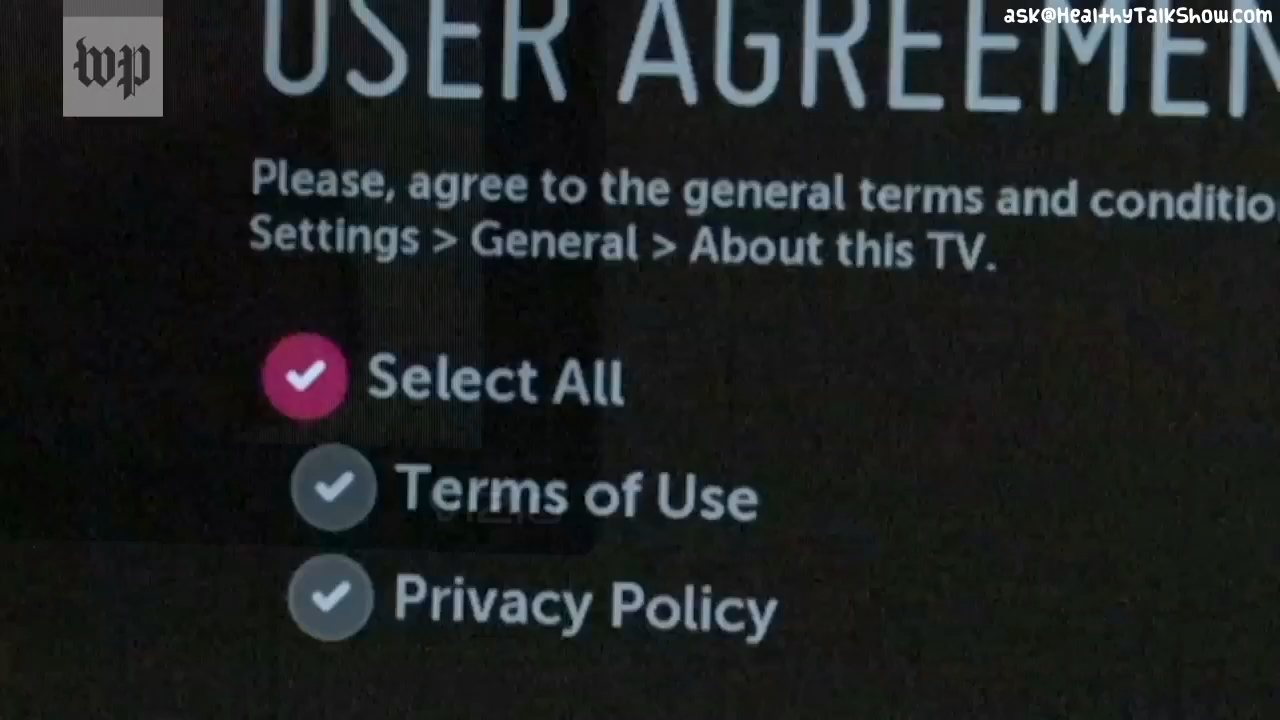 ask@HealthyTalkShow.com
wp
USER AGREEMEN
Please, agree to the general terms and conditio
Settings > General > About this TV.
Select All
Terms of Use
Privacy Policy